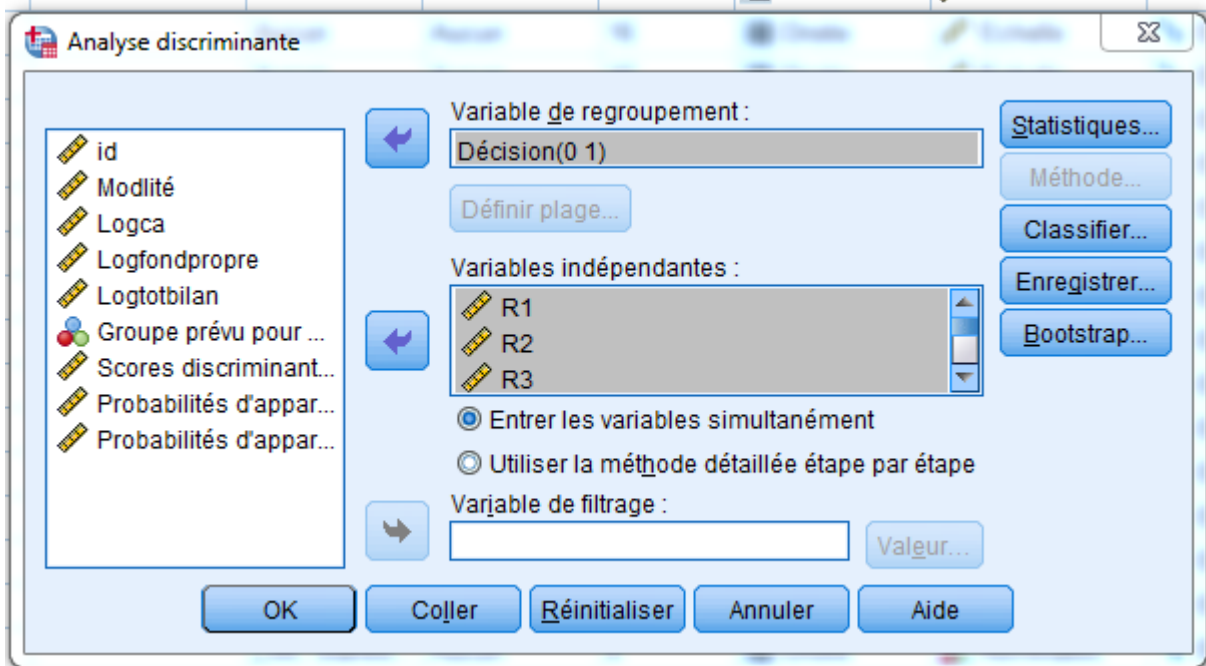 Analyse discriminante
id
Modlité
Logca
Logfondpropre
Logtotbilan
Groupe prévu pour ...
Scores discriminant...
Probabilités d'appar...
Probabilités d'appar...
Variable de regroupement :
Décision(0 1)
Définir plage...
Variables indépendantes :
R1
R2
R3
Entrer les variables simultanément
Utiliser la méthode détaillée étape par étape
Variable de filtrage :
Valeur...
Statistiques...
Méthode...
Classifier...
Enregistrer...
Bootstrap...
OK
Coller
Réinitialiser
Annuler
Aide